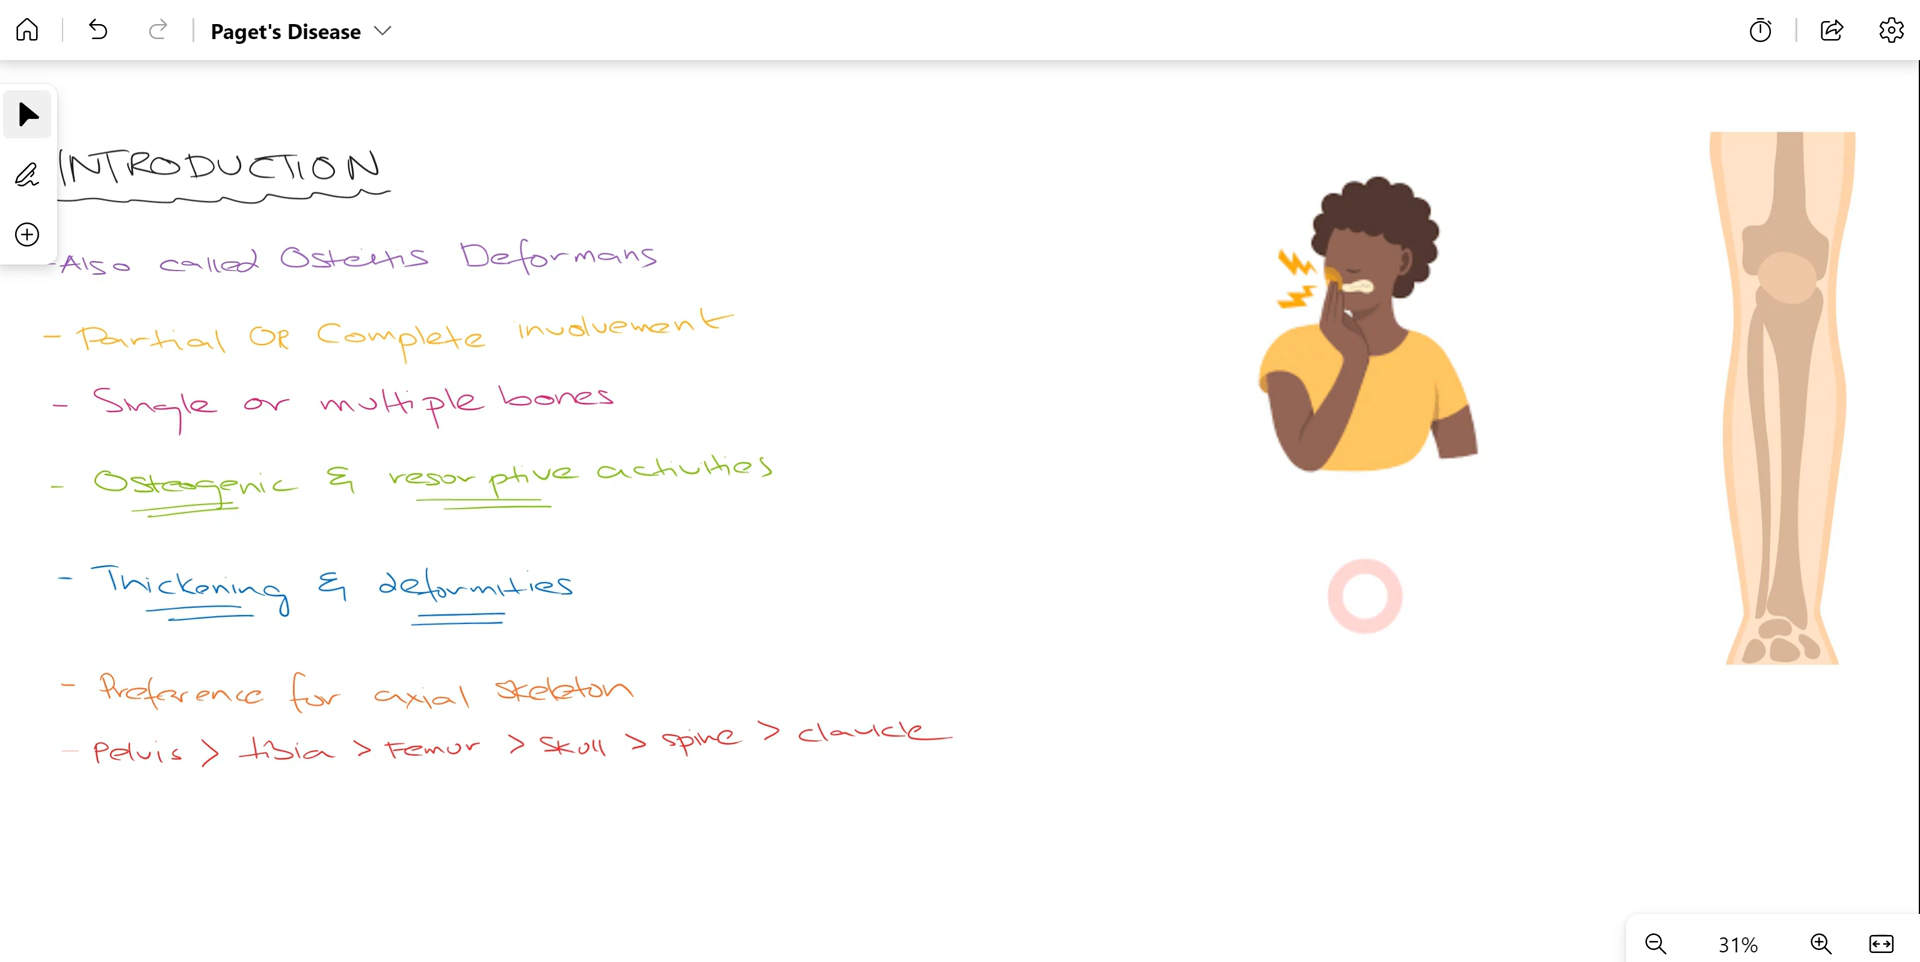 Paget's Disease
INTRODUCTION
- Also called Osteitis Deformans
- Partial OR Complete involvement
- Single or multiple bones
- Osteogenic & resorptive activities
- Thickening & deformities
- Preference for axial skeleton
- Pelvis > tibia > Femur > Skull > spine > clavicle
31%